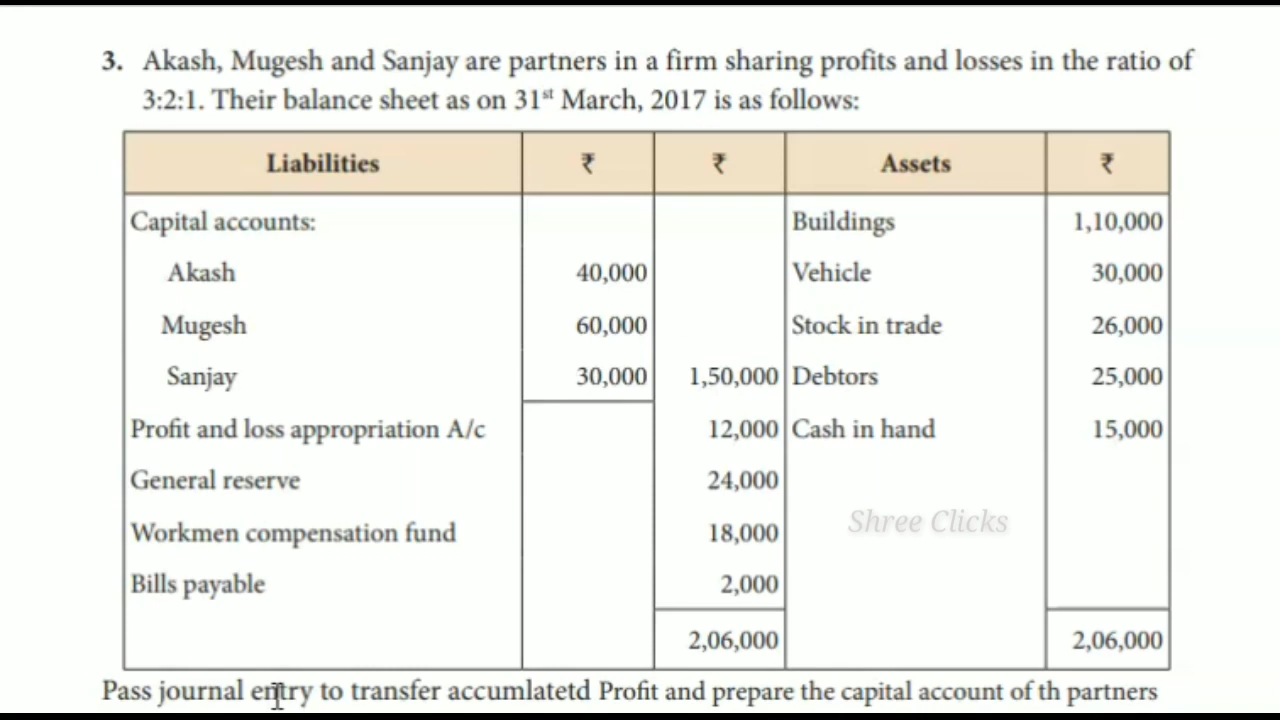 3. Akash, Mugesh and Sanjay are partners in a firm sharing profits and losses in the ratio of
3:2:1. Their balance sheet as on 31st March, 2017 is as follows:
Liabilities ₹ ₹ Assets ₹
Capital accounts: Buildings 1,10,000
Akash 40,000 Vehicle 30,000
Mugesh 60,000 Stock in trade 26,000
Sanjay 30,000 1,50,000 Debtors 25,000
Profit and loss appropriation A/c 12,000 Cash in hand 15,000
General reserve 24,000
Shree Clicks
Workmen compensation fund 18,000
Bills payable 2,000
2,06,000 2,06,000
Pass journal entry to transfer accumlatetd Profit and prepare the capital account of th partners